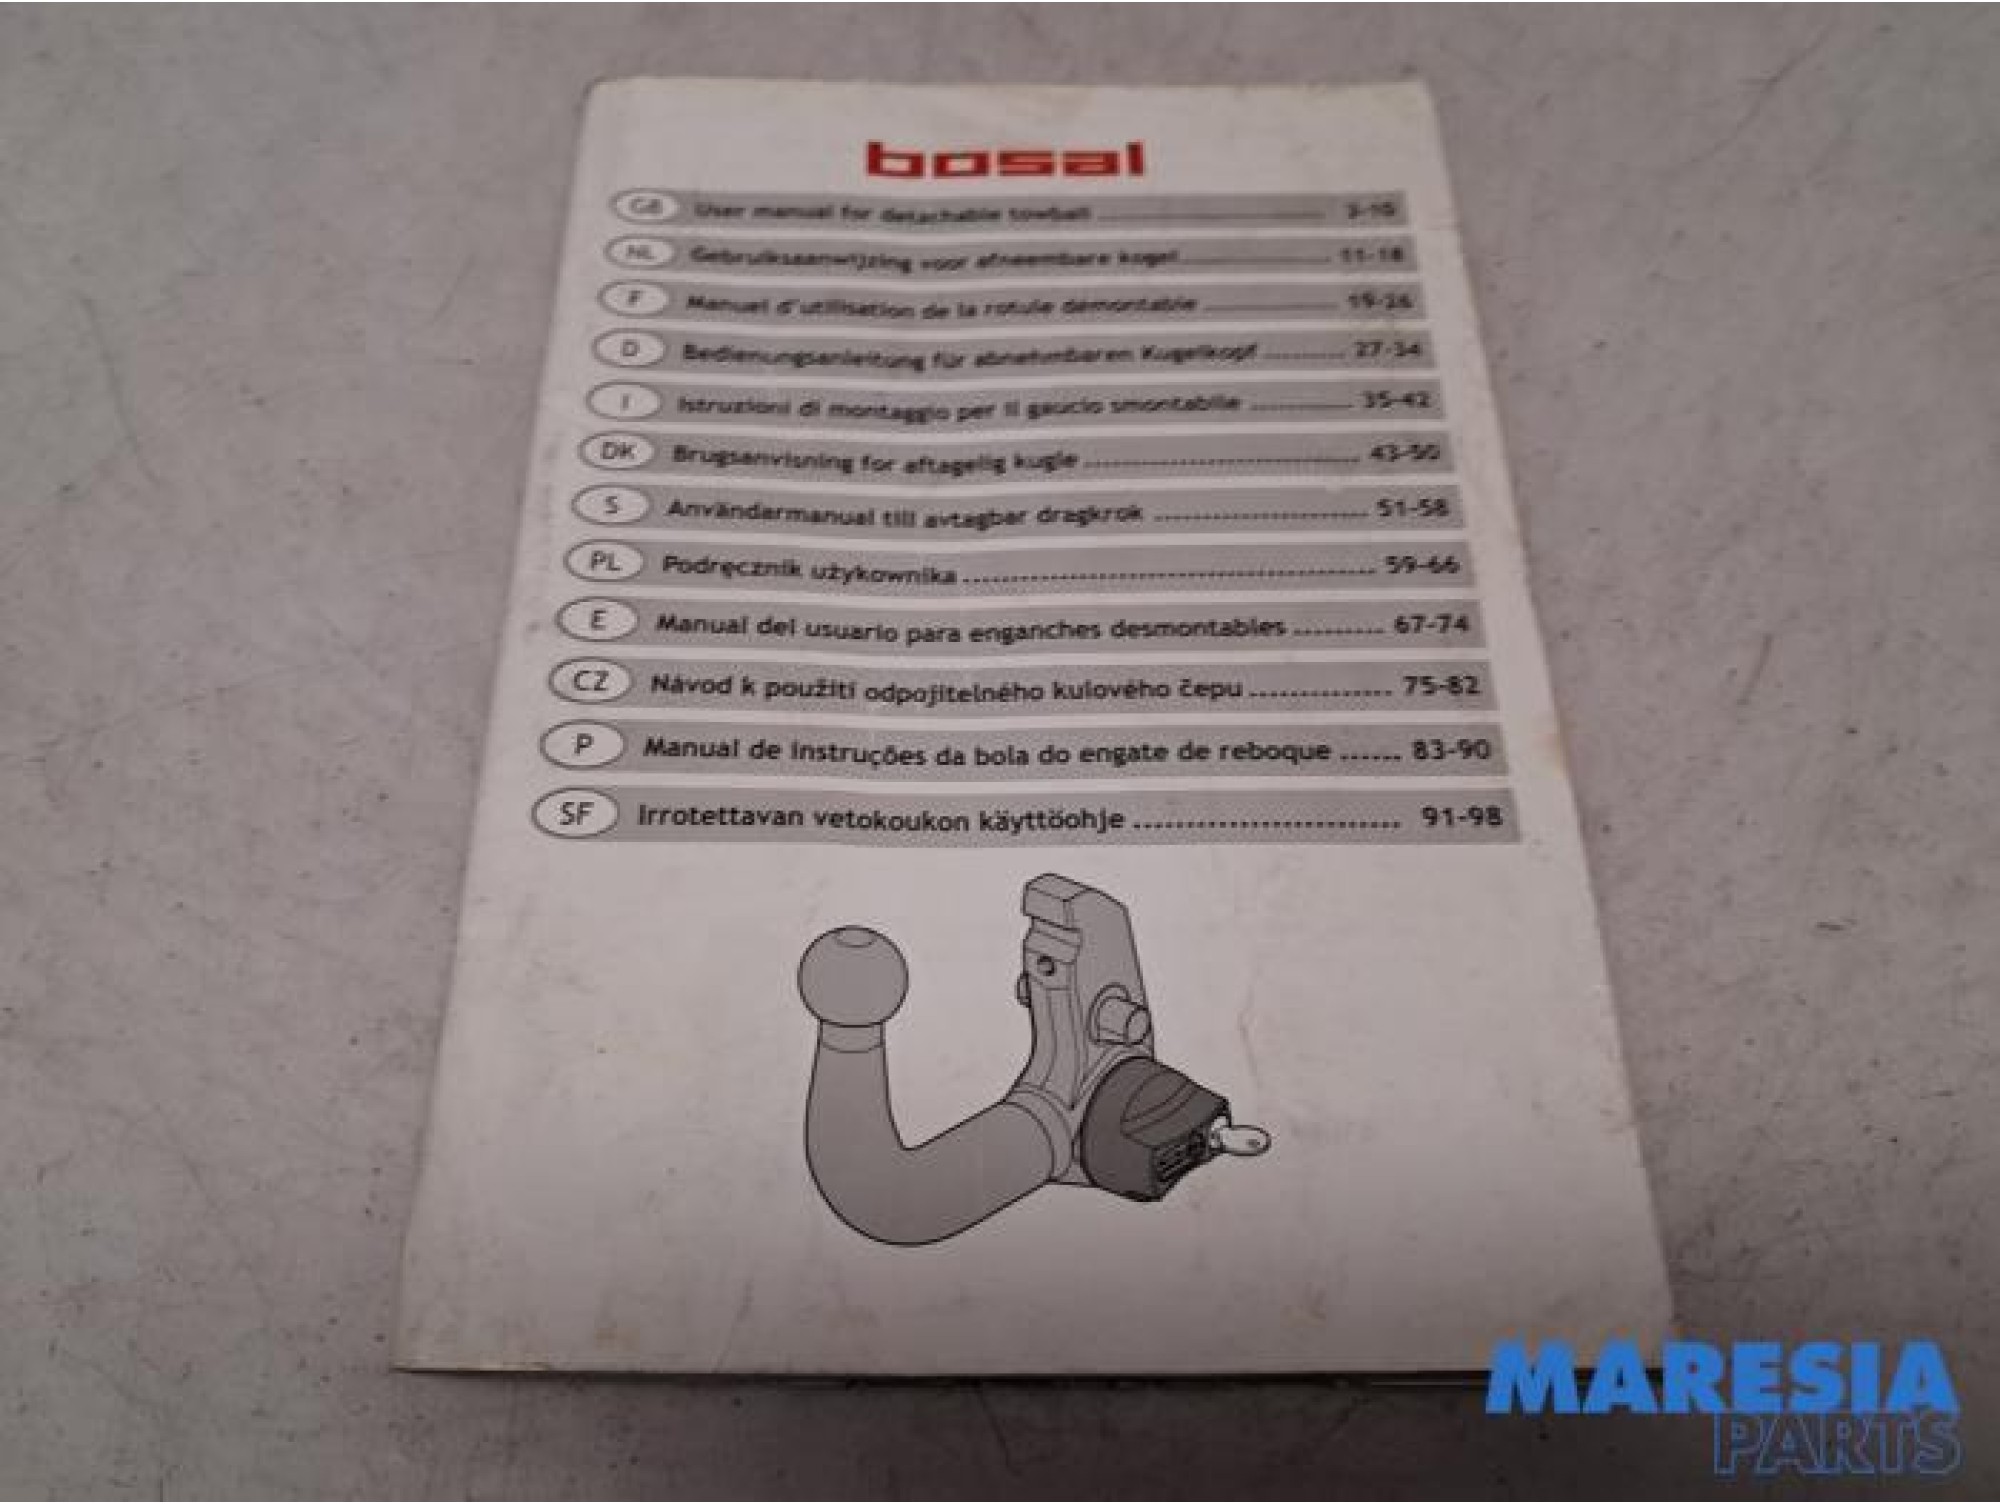 bosal
GB User manual for detachable towball 3-10
NL Gebruiksaanwijzing voor afneembare kogel 11-18
F Manuel d'utilisation de la rotule démontable 19-26
D Bedienungsanleitung für abnehmbaren Kugelkopf 27-34
I Istruzioni di montaggio per il gaucio smontabile 35-42
DK Brugsanvisning for aftagelig kugle 43-50
S Användarmanual till avtagbar dragkrok 51-58
PL Podręcznik użykownika 59-66
E Manual del usuario para enganches desmontables 67-74
CZ Návod k použití odpojitelného kulového čepu 75-82
P Manual de instruções da bola do engate de reboque 83-90
SF Irrotettavan vetokoukon käyttöohje 91-98
MARESIA
PARTS